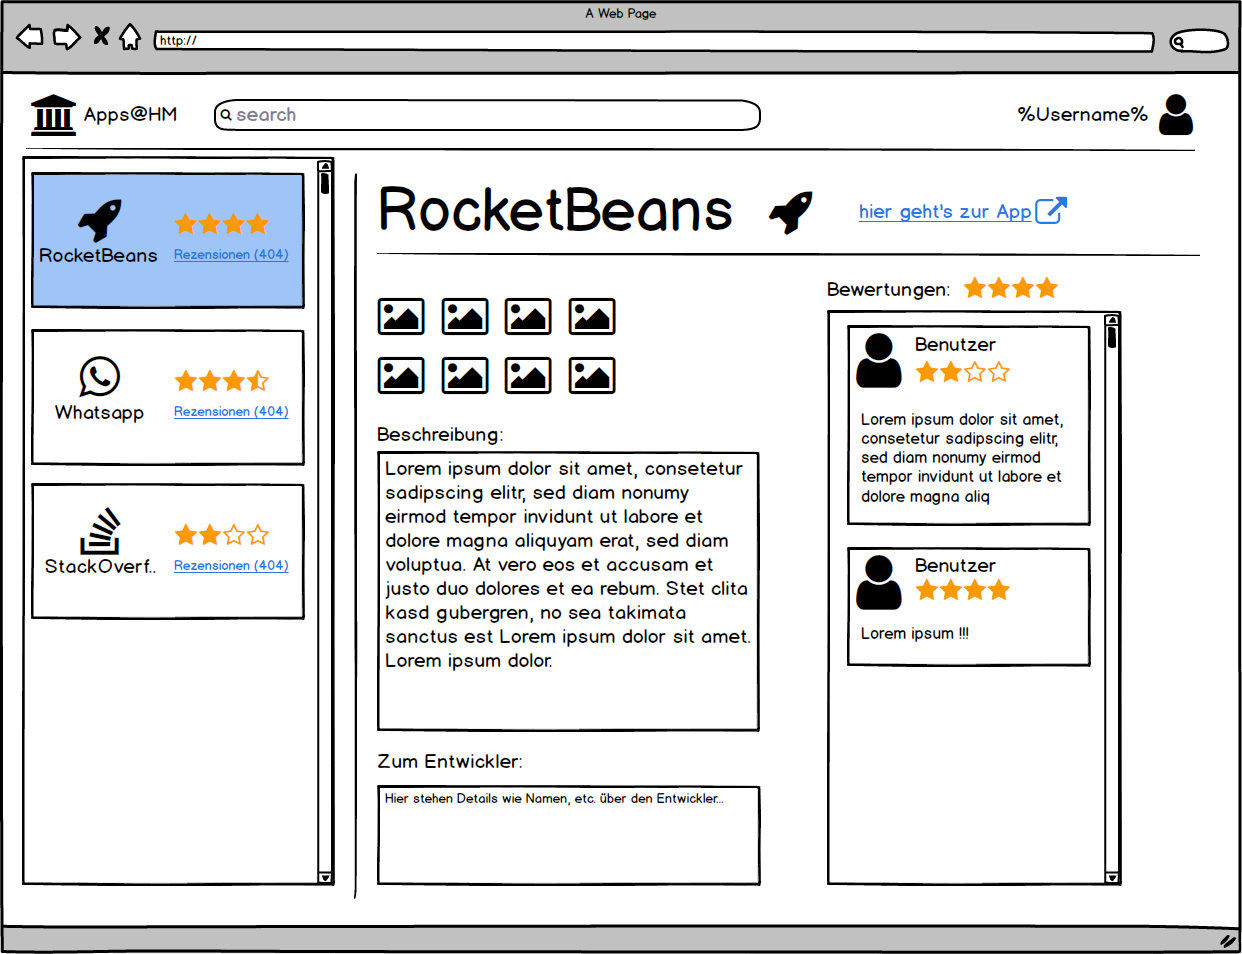 A Web Page
http://
Apps@HM
search
%Username%
RocketBeans
Rezensionen (404)
Whatsapp
Rezensionen (404)
StackOverf..
Rezensionen (404)
RocketBeans
hier geht's zur App
Beschreibung:
Lorem ipsum dolor sit amet, consetetur
sadipscing elitr, sed diam nonumy
eirmod tempor invidunt ut labore et
dolore magna aliquyam erat, sed diam
voluptua. At vero eos et accusam et
justo duo dolores et ea rebum. Stet clita
kasd gubergren, no sea takimata
sanctus est Lorem ipsum dolor sit amet.
Lorem ipsum dolor.
Zum Entwickler:
Hier stehen Details wie Namen, etc. über den Entwickler...
Bewertungen:
Benutzer
Lorem ipsum dolor sit amet,
consetetur sadipscing elitr,
sed diam nonumy eirmod
tempor invidunt ut labore et
dolore magna aliq
Benutzer
Lorem ipsum !!!